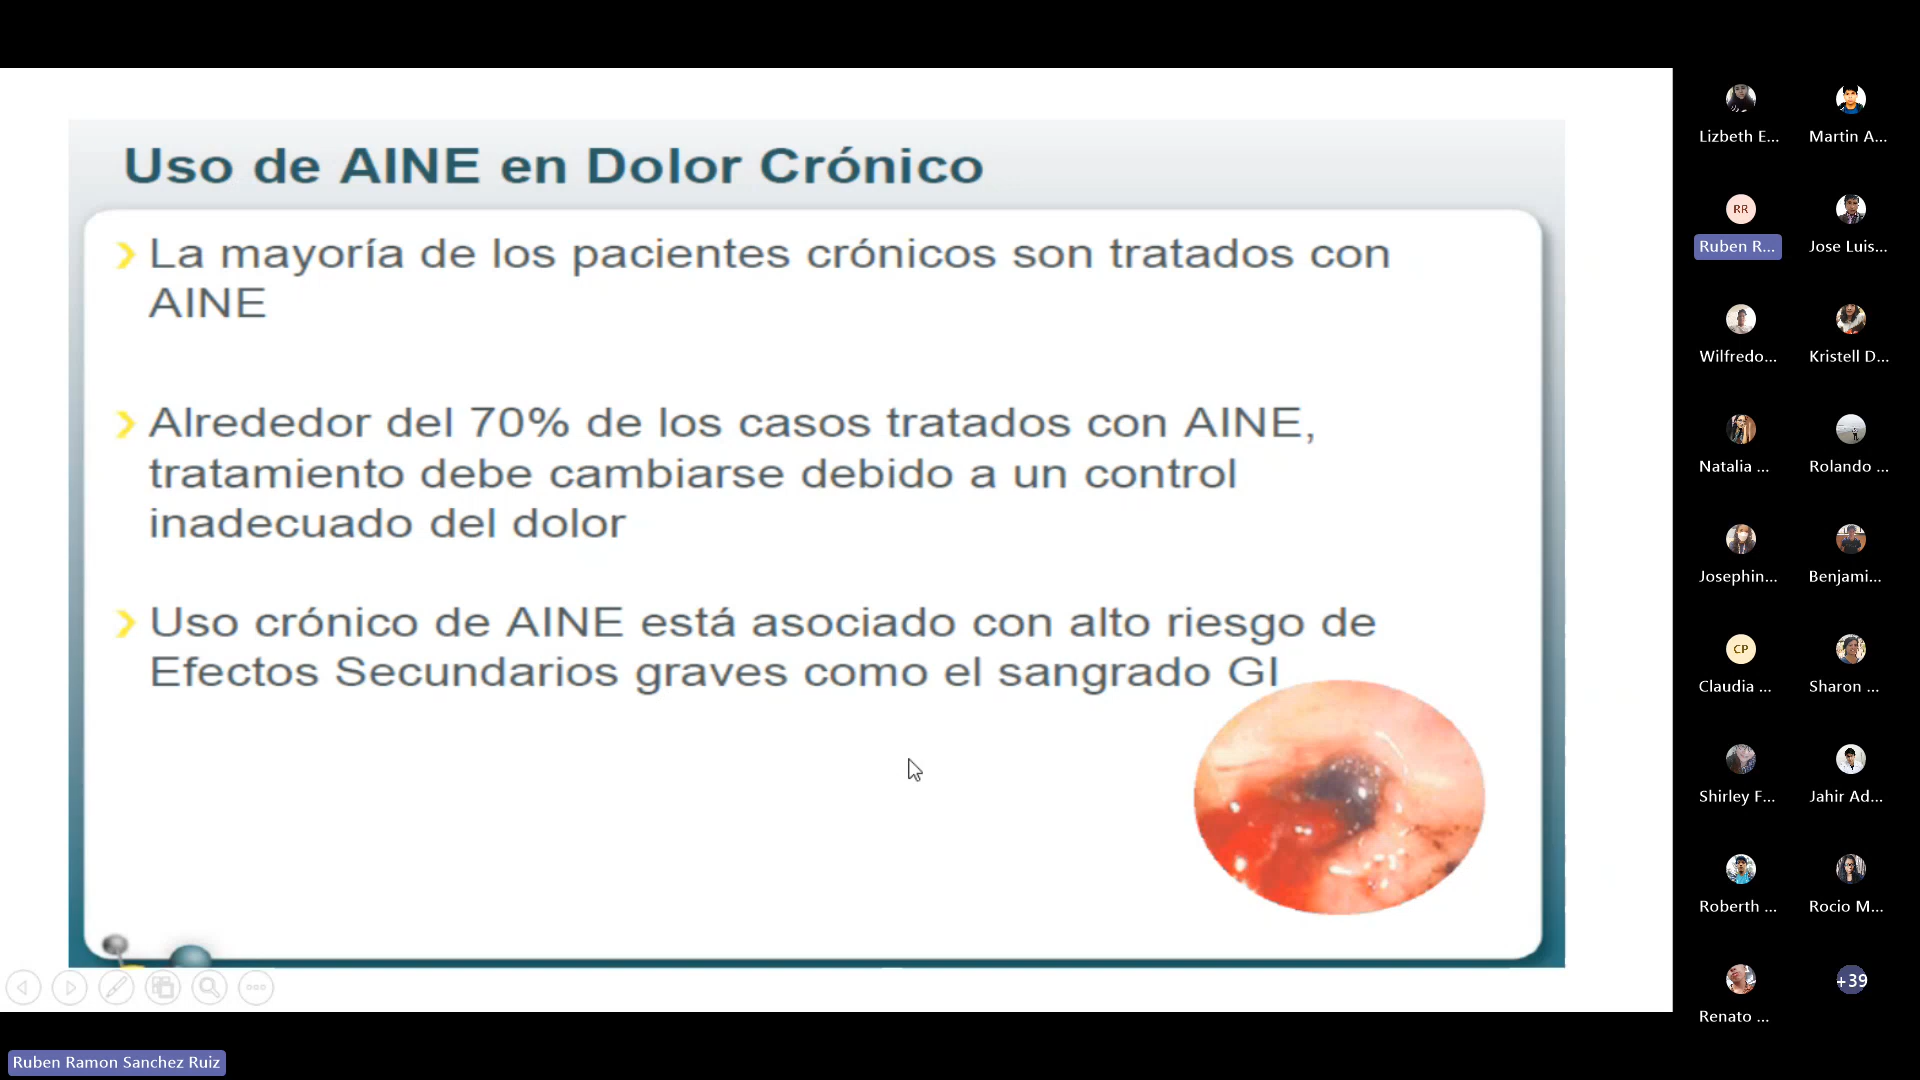 Uso de AINE en Dolor Crónico
La mayoría de los pacientes crónicos son tratados con
AINE
Alrededor del 70% de los casos tratados con AINE,
tratamiento debe cambiarse debido a un control
inadecuado del dolor
Uso crónico de AINE está asociado con alto riesgo de
Efectos Secundarios graves como el sangrado GI
Lizbeth E...
Martin A...
RR
Ruben R...
Jose Luis...
Wilfredo...
Kristell D...
Natalia ...
Rolando ...
Josephin...
Benjami...
CP
Claudia ...
Sharon ...
Shirley F...
Jahir Ad...
Roberth ...
Rocio M...
Renato ...
+39
Ruben Ramon Sanchez Ruiz